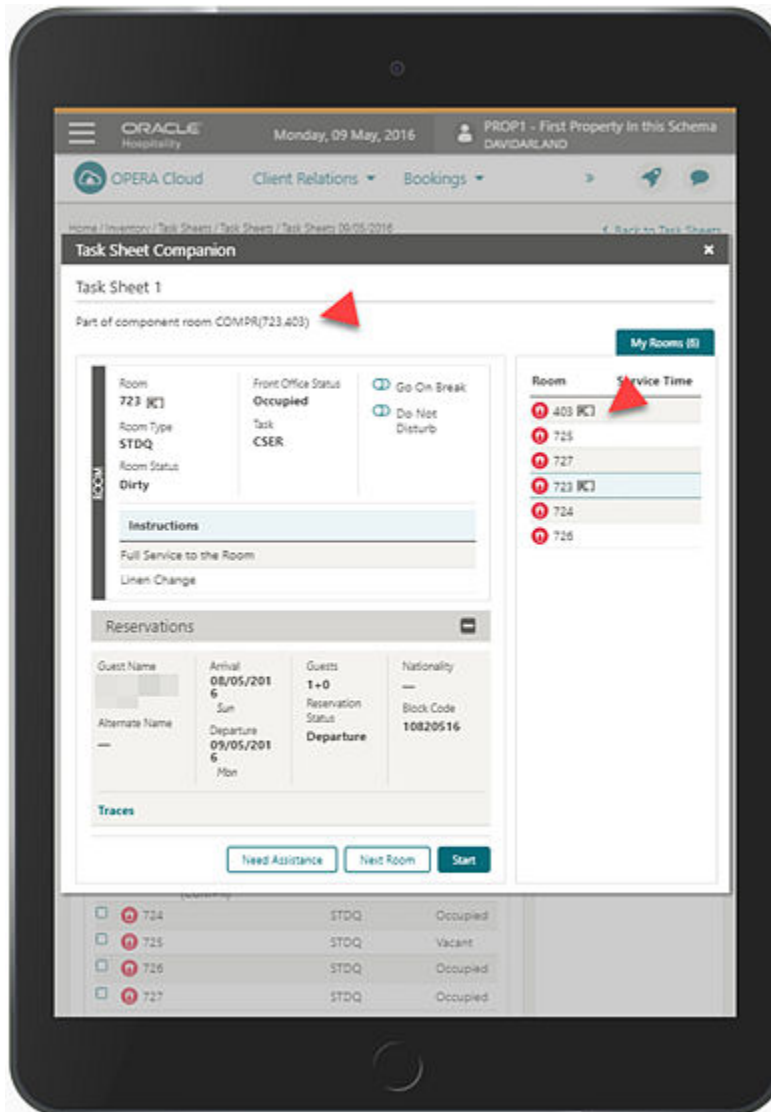 ORACLE
Hospitality
Monday, 09 May, 2016
PROP1 - First Property In this Schema
DAVIDARLAND
OPERA Cloud
Client Relations
Bookings
Home / Inventory / Task Sheets / Task Sheets / Task Sheets 09/05/2016
Back to Task Sheets
Task Sheet Companion
Task Sheet 1
Part of component room COMPR(723,403)
My Rooms (6)
ROOM
Room
723
Room Type
STDQ
Room Status
Dirty
Front Office Status
Occupied
Task
CSER
Go On Break
Do Not
Disturb
Instructions
Full Service to the Room
Linen Change
Room Service Time
403
725
727
723
724
726
Reservations
Guest Name
Alternate Name
—
Arrival
08/05/201
6
Sun
Departure
09/05/201
6
Mon
Guests
1+0
Reservation
Status
Departure
Nationality
—
Block Code
10820516
Traces
Need Assistance
Next Room
Start
724 STDQ Occupied
725 STDQ Vacant
726 STDQ Occupied
727 STDQ Occupied